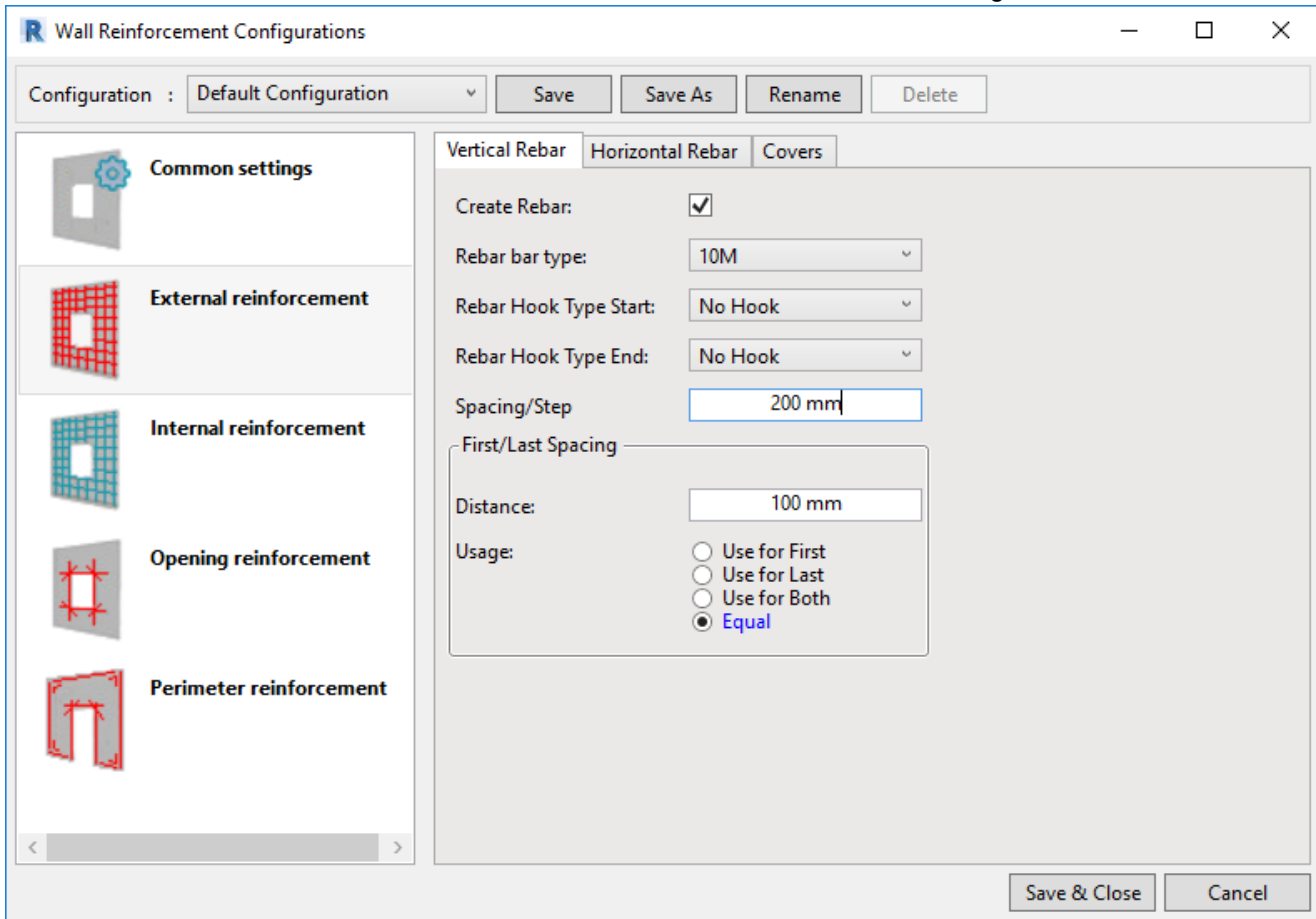 Wall Reinforcement Configurations
Configuration : Default Configuration Save Save As Rename Delete
Common settings
External reinforcement
Internal reinforcement
Opening reinforcement
Perimeter reinforcement
Vertical Rebar Horizontal Rebar Covers
Create Rebar:
Rebar bar type: 10M
Rebar Hook Type Start: No Hook
Rebar Hook Type End: No Hook
Spacing/Step 200 mm
First/Last Spacing
Distance: 100 mm
Usage: Use for First
Use for Last
Use for Both
Equal
Save & Close Cancel